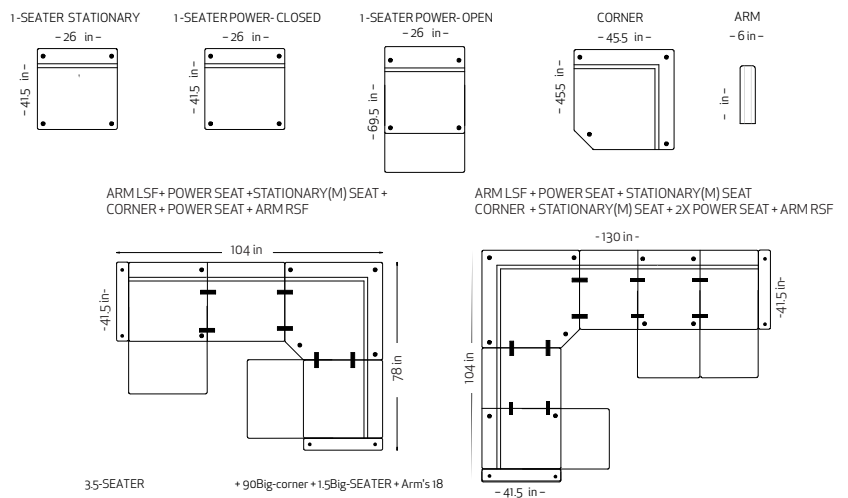 1-SEATER STATIONARY
1-SEATER POWER- CLOSED
1-SEATER POWER- OPEN
CORNER
ARM
- 26 in -
- 26 in -
- 26 in -
- 45.5 in -
- 6 in -
- 41.5 in -
- 41.5 in -
- 69.5 in -
- 45.5 in -
- in -
ARM LSF+ POWER SEAT +STATIONARY(M) SEAT +
CORNER + POWER SEAT + ARM RSF
ARM LSF + POWER SEAT + STATIONARY(M) SEAT
CORNER + STATIONARY(M) SEAT + 2X POWER SEAT + ARM RSF
104 in
-41.5 in-
78 in
- 130 in -
-41.5 in-
104 in
- 41.5 in -
3.5-SEATER
+ 90Big-corner + 1.5Big-SEATER + Arm's 18